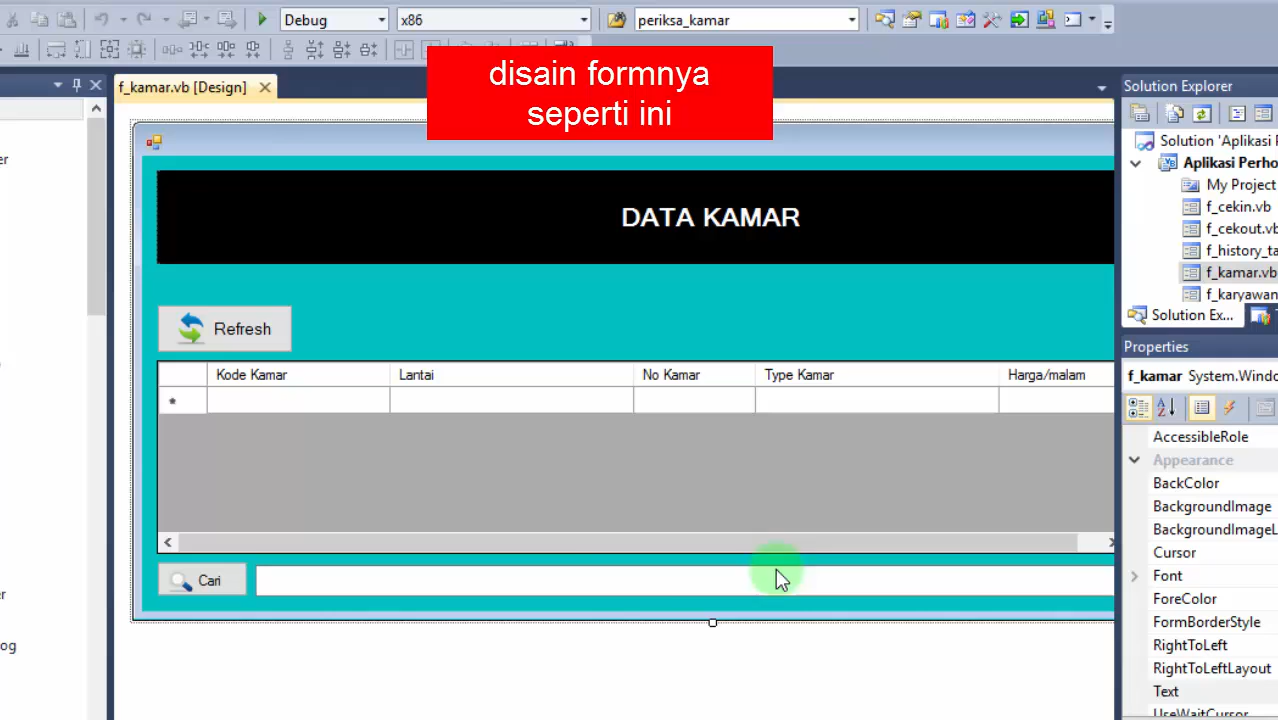 Debug
x86
periksa_kamar
f_kamar.vb [Design]
disain formnya
seperti ini
Solution Explorer
Solution 'Aplikasi
Aplikasi Perho
My Project
f_cekin.vb
f_cekout.vb
f_history_ta
f_kamar.vb
f_karyawan
Solution Ex...
DATA KAMAR
Refresh
Kode Kamar
Lantai
No Kamar
Type Kamar
Harga/malam
Cari
Properties
f_kamar System.Windo
AccessibleRole
Appearance
BackColor
BackgroundImage
BackgroundImageL
Cursor
Font
ForeColor
FormBorderStyle
RightToLeft
RightToLeftLayout
Text
UseWaitCursor
er
er
og